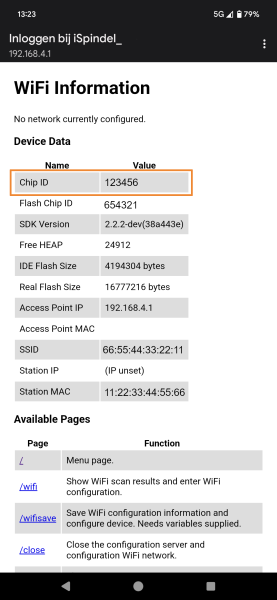 13:23 5G 79%
Inloggen bij iSpindel_
192.168.4.1
WiFi Information
No network currently configured.
Device Data
Name Value
Chip ID 123456
Flash Chip ID 654321
SDK Version 2.2.2-dev(38a443e)
Free HEAP 24912
IDE Flash Size 4194304 bytes
Real Flash Size 16777216 bytes
Access Point IP 192.168.4.1
Access Point MAC
SSID 66:55:44:33:22:11
Station IP (IP unset)
Station MAC 11:22:33:44:55:66
Available Pages
Page Function
/ Menu page.
/wifi Show WiFi scan results and enter WiFi
configuration.
/wifisave Save WiFi configuration information and
configure device. Needs variables supplied.
/close Close the configuration server and
configuration WiFi network.